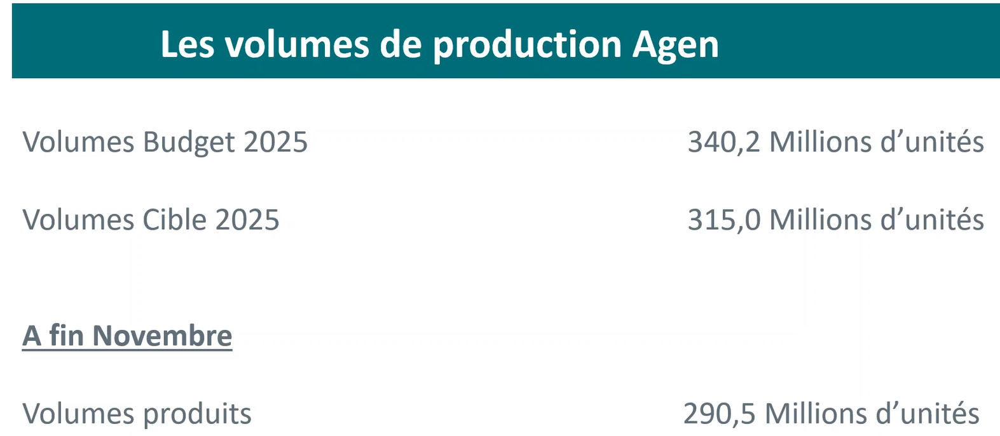 Les volumes de production Agen
Volumes Budget 2025 340,2 Millions d’unités
Volumes Cible 2025 315,0 Millions d’unités
A fin Novembre
Volumes produits 290,5 Millions d’unités